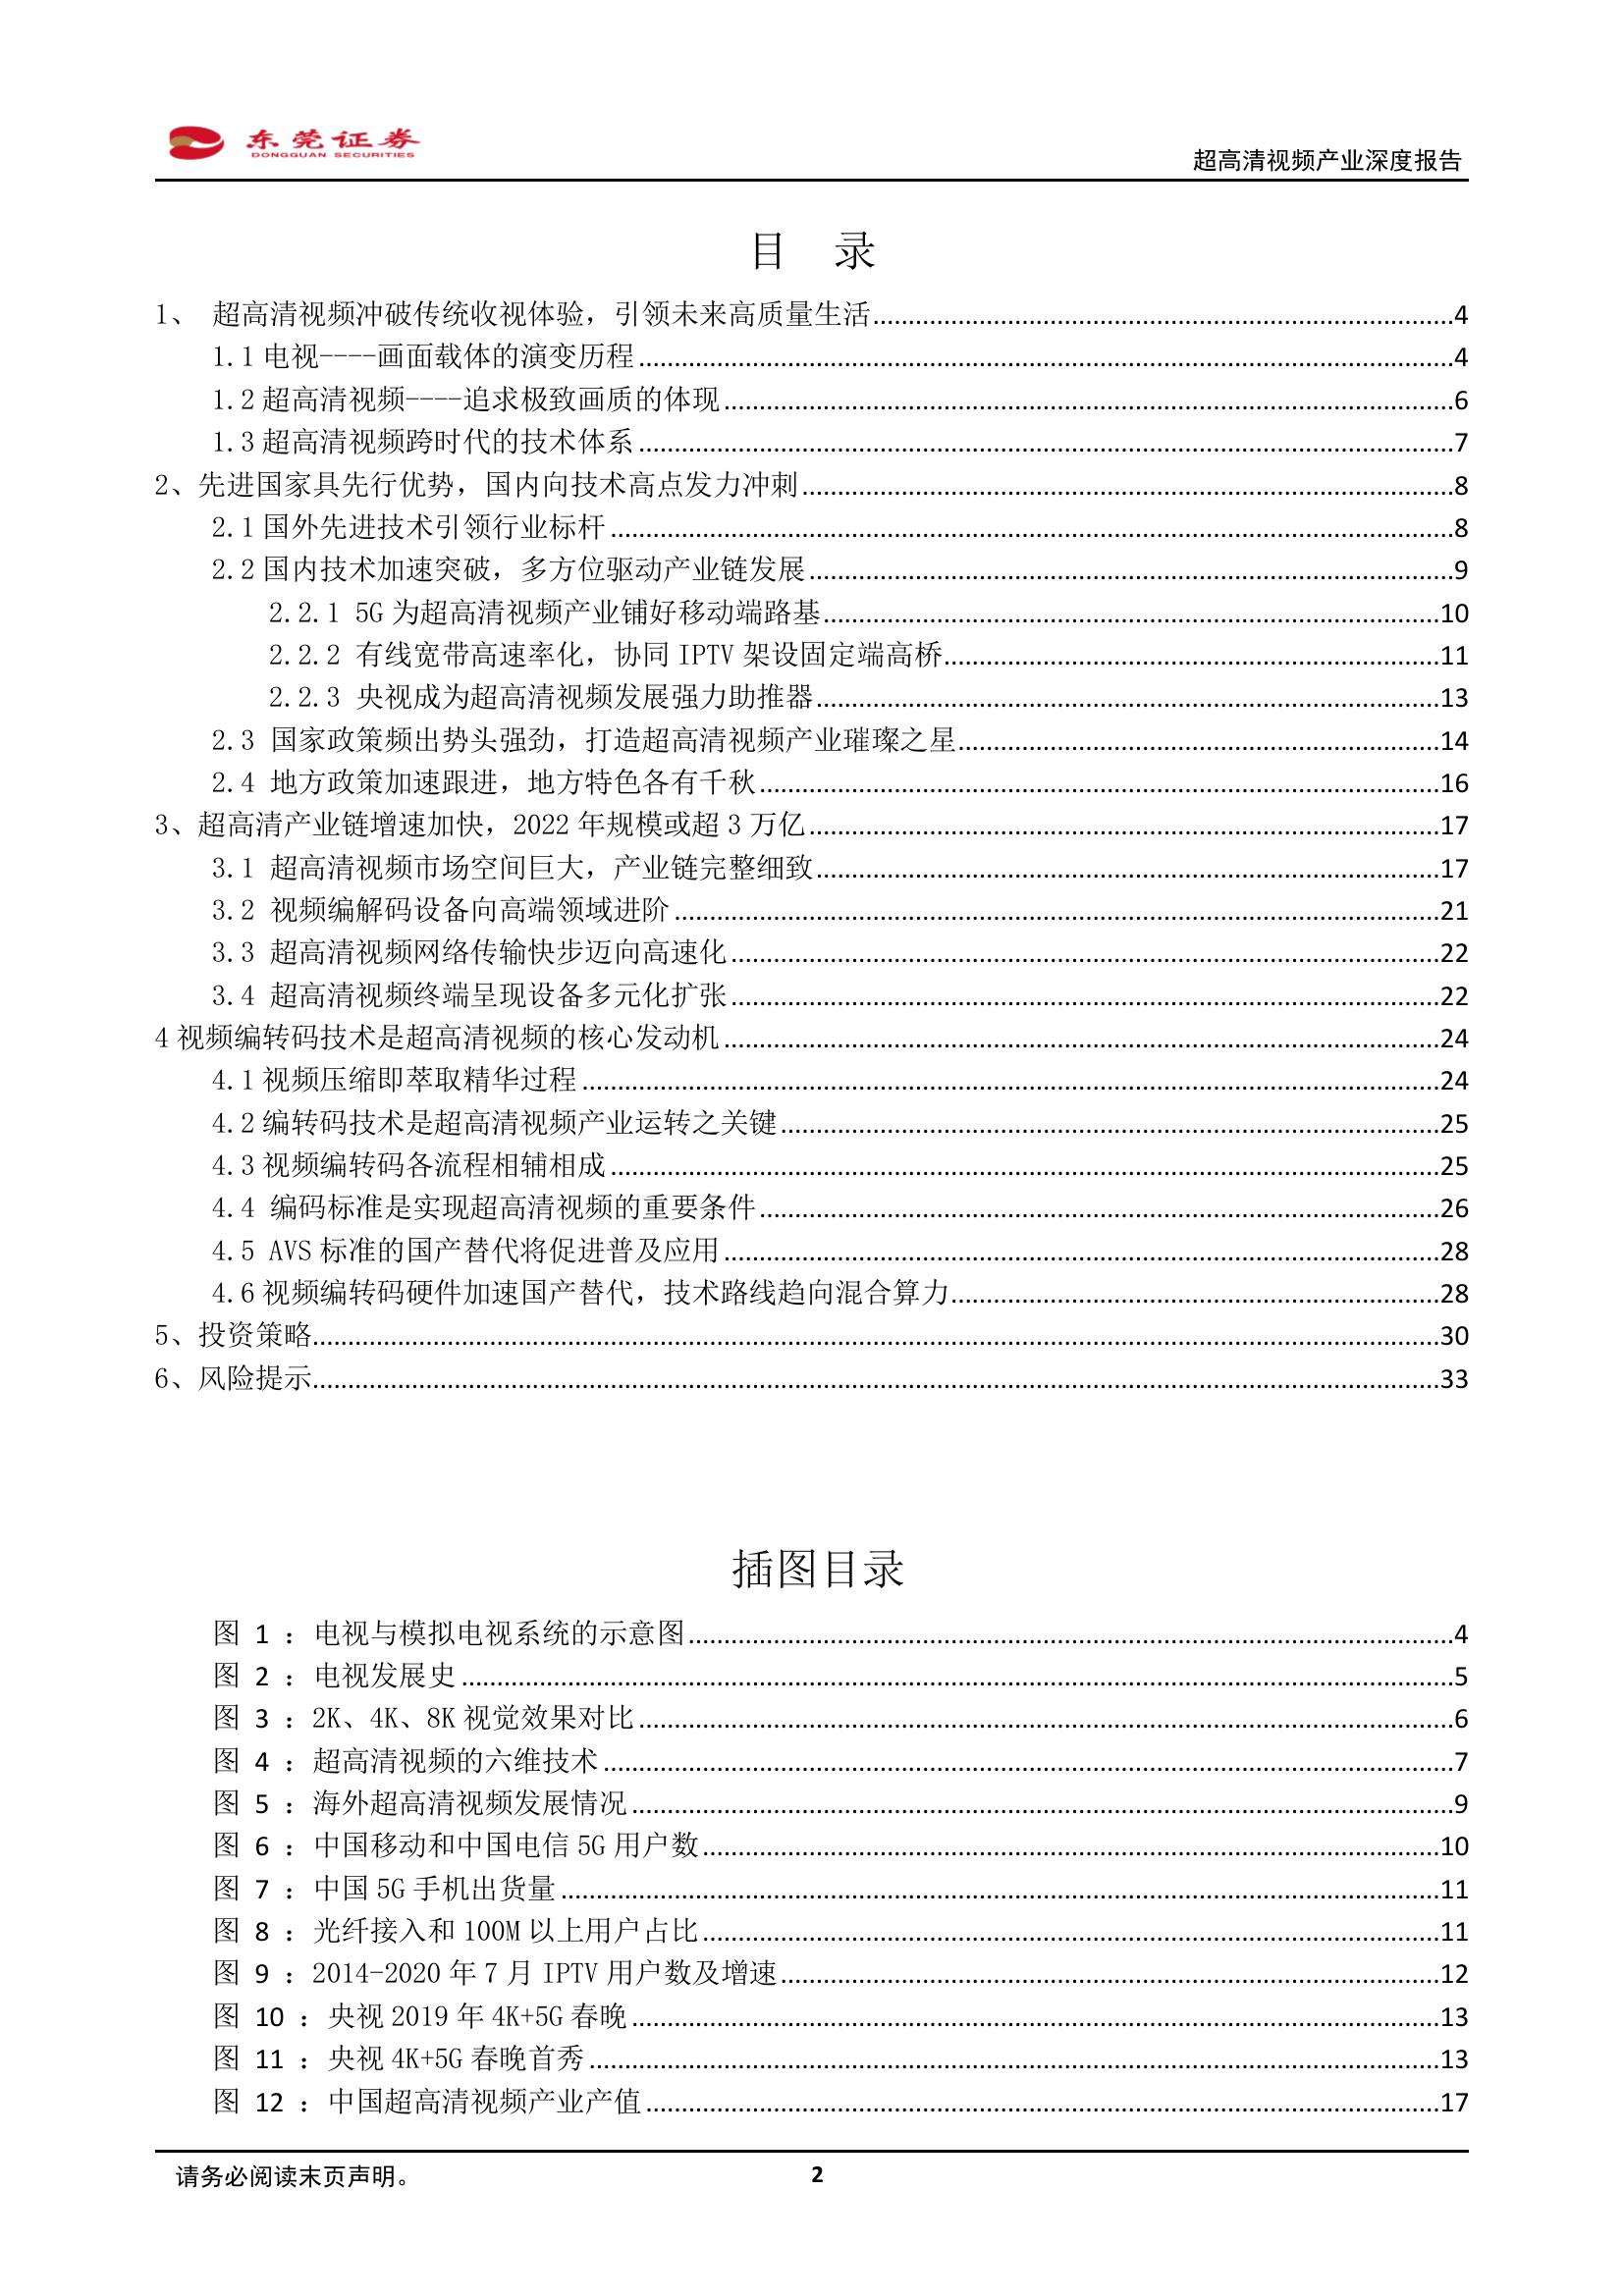 东莞证券
DONGGUAN SECURITIES
超高清视频产业深度报告
目 录
1、 超高清视频冲破传统收视体验，引领未来高质量生活....................4
1.1 电视----画面载体的演变历程....................4
1.2 超高清视频----追求极致画质的体现....................6
1.3 超高清视频跨时代的技术体系....................7
2、先进国家具先行优势，国内向技术高点发力冲刺....................8
2.1 国外先进技术引领行业标杆....................8
2.2 国内技术加速突破，多方位驱动产业链发展....................9
2.2.1 5G 为超高清视频产业铺好移动端路基....................10
2.2.2 有线宽带高速率化，协同 IPTV 架设固定端高桥....................11
2.2.3 央视成为超高清视频发展强力助推器....................13
2.3 国家政策频出势头强劲，打造超高清视频产业璀璨之星....................14
2.4 地方政策加速跟进，地方特色各有千秋....................16
3、超高清产业链增速加快，2022 年规模或超 3 万亿....................17
3.1 超高清视频市场空间巨大，产业链完整细致....................17
3.2 视频编解码设备向高端领域进阶....................21
3.3 超高清视频网络传输快步迈向高速化....................22
3.4 超高清视频终端呈现设备多元化扩张....................22
4 视频编转码技术是超高清视频的核心发动机....................24
4.1 视频压缩即萃取精华过程....................24
4.2 编转码技术是超高清视频产业运转之关键....................25
4.3 视频编转码各流程相辅相成....................25
4.4 编码标准是实现超高清视频的重要条件....................26
4.5 AVS 标准的国产替代将促进普及应用....................28
4.6 视频编转码硬件加速国产替代，技术路线趋向混合算力....................28
5、投资策略....................30
6、风险提示....................33
插图目录
图 1 ：电视与模拟电视系统的示意图....................4
图 2 ：电视发展史....................5
图 3 ：2K、4K、8K 视觉效果对比....................6
图 4 ：超高清视频的六维技术....................7
图 5 ：海外超高清视频发展情况....................9
图 6 ：中国移动和中国电信 5G 用户数....................10
图 7 ：中国 5G 手机出货量....................11
图 8 ：光纤接入和 100M 以上用户占比....................11
图 9 ：2014-2020 年 7 月 IPTV 用户数及增速....................12
图 10 ：央视 2019 年 4K+5G 春晚....................13
图 11 ：央视 4K+5G 春晚首秀....................13
图 12 ：中国超高清视频产业产值....................17
请务必阅读末页声明。
2